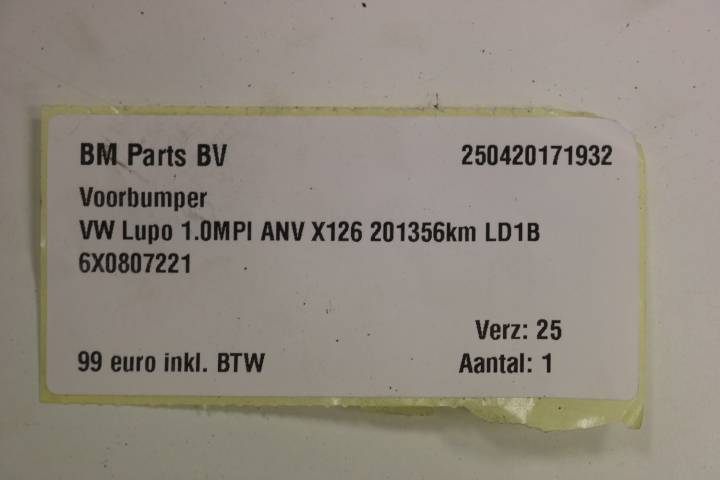 BM Parts BV 250420171932
Voorbumper
VW Lupo 1.0MPI ANV X126 201356km LD1B
6X0807221
Verz: 25
99 euro inkl. BTW Aantal: 1